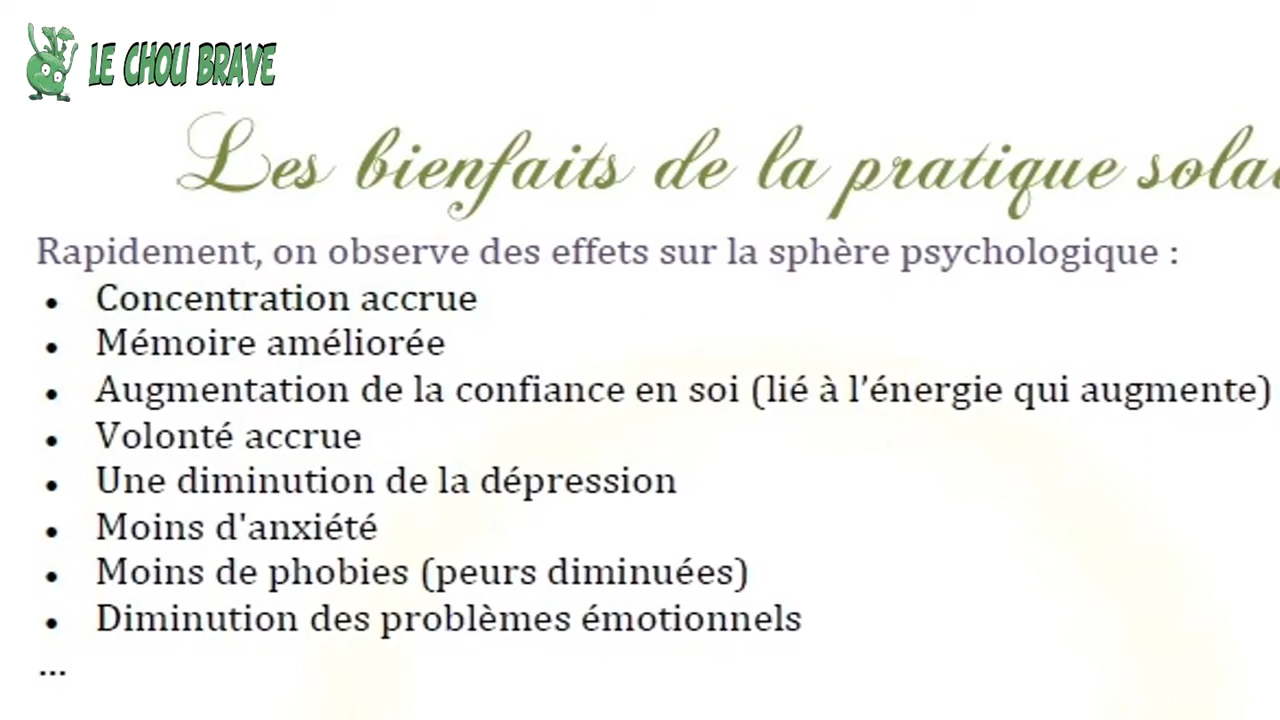 LE CHOU BRAVE
Les bienfaits de la pratique
Rapidement, on observe des effets sur la sphère psychologique :
• Concentration accrue
• Mémoire améliorée
• Augmentation de la confiance en soi (lié à l'énergie qui augmente)
• Volonté accrue
• Une diminution de la dépression
• Moins d'anxiété
• Moins de phobies (peurs diminuées)
• Diminution des problèmes émotionnels
...